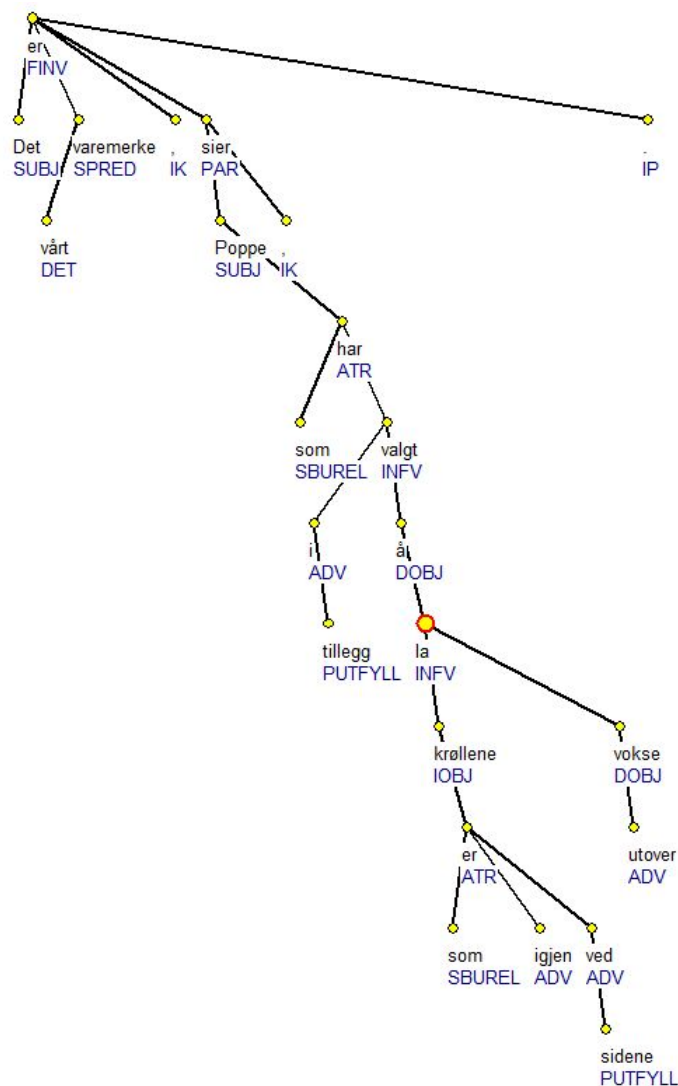 er
FINV
Det varemerke , sier .
SUBJ SPRED IK PAR IP
vårt Poppe ,
DET SUBJ IK
har
ATR
som valgt
SBUREL INFV
i å
ADV DOBJ
tillegg la
PUTFYLL INFV
krøllene vokse
IOBJ DOBJ
er utover
ATR ADV
som igjen ved
SBUREL ADV ADV
sidene
PUTFYLL